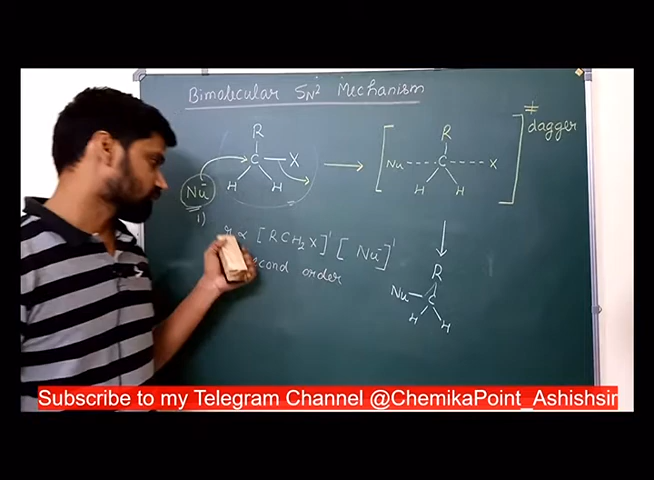 Bimolecular SN² Mechanism
R
C
X
H H
Nu⁻
1)
[
R
Nu----C----X
H H
]‡
dagger
∝ [RCH₂X]¹ [Nu⁻]¹
second order
R
Nu–C
H H
Subscribe to my Telegram Channel @ChemikaPoint_Ashishsir